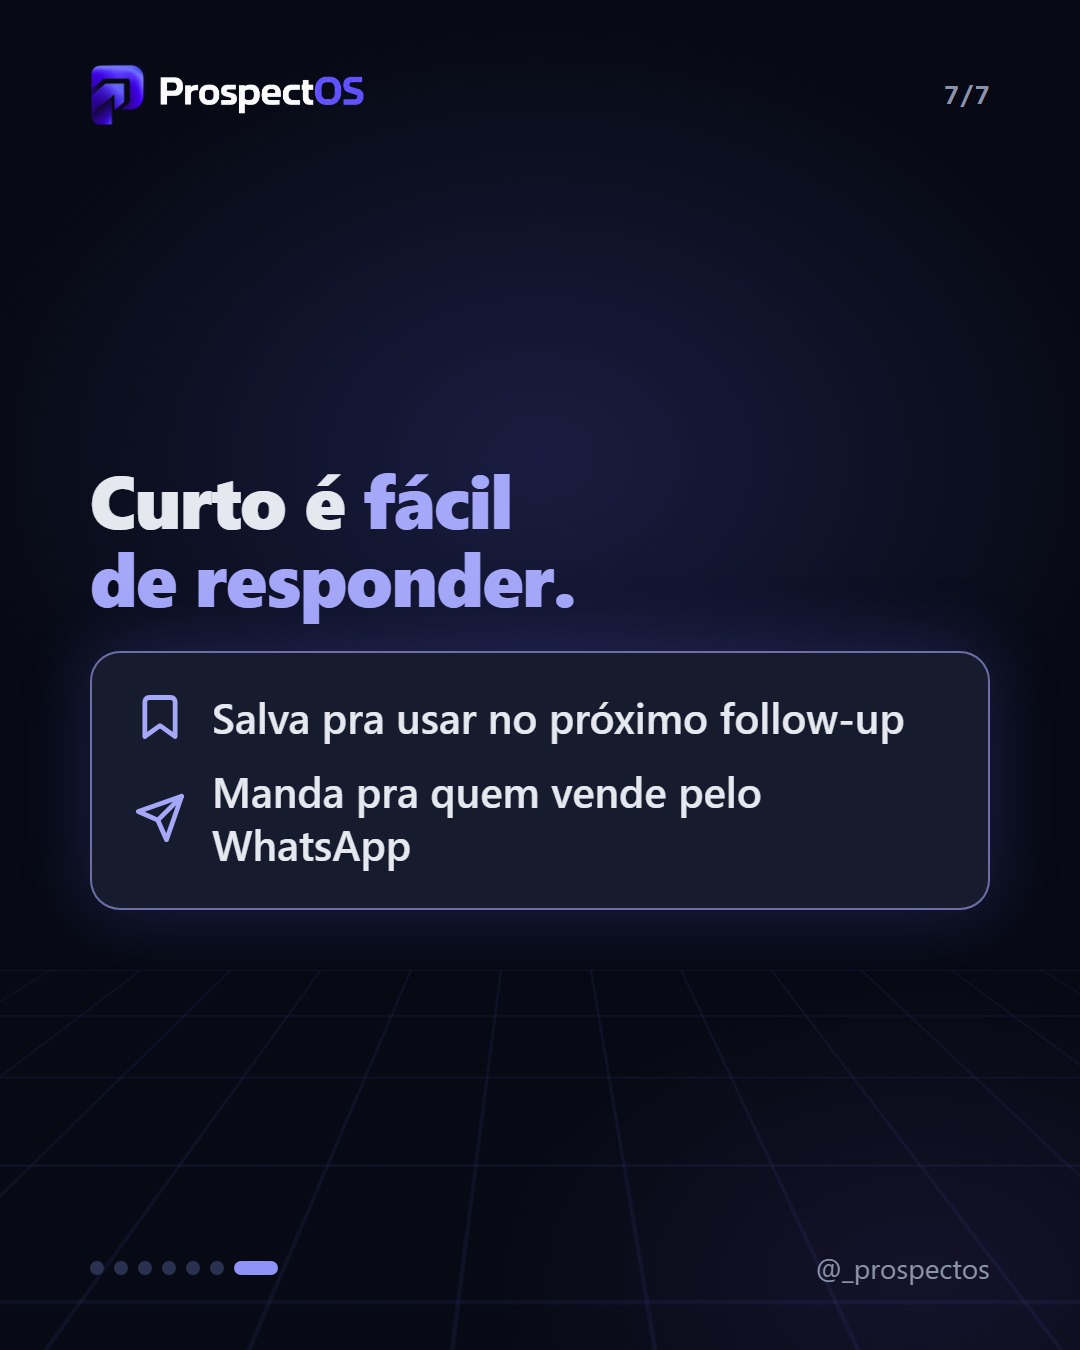 ProspectOS
7/7
Curto é fácil
de responder.
Salva pra usar no próximo follow-up
Manda pra quem vende pelo
WhatsApp
@_prospectos